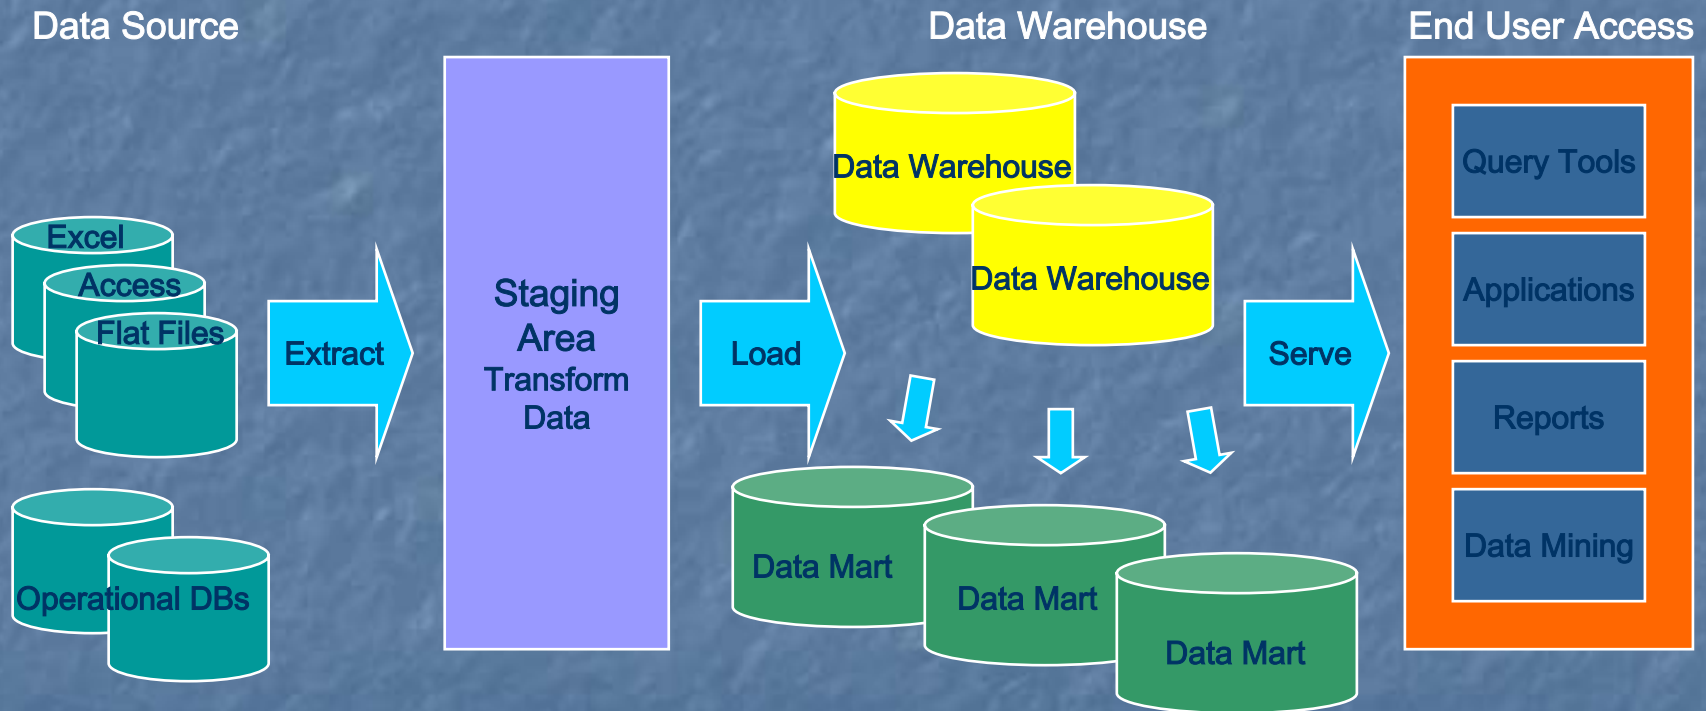 Data Source
Data Warehouse
End User Access
Excel
Access
Flat Files
Operational DBs
Extract
Staging
Area
Transform
Data
Load
Data Warehouse
Data Warehouse
Data Mart
Data Mart
Data Mart
Serve
Query Tools
Applications
Reports
Data Mining